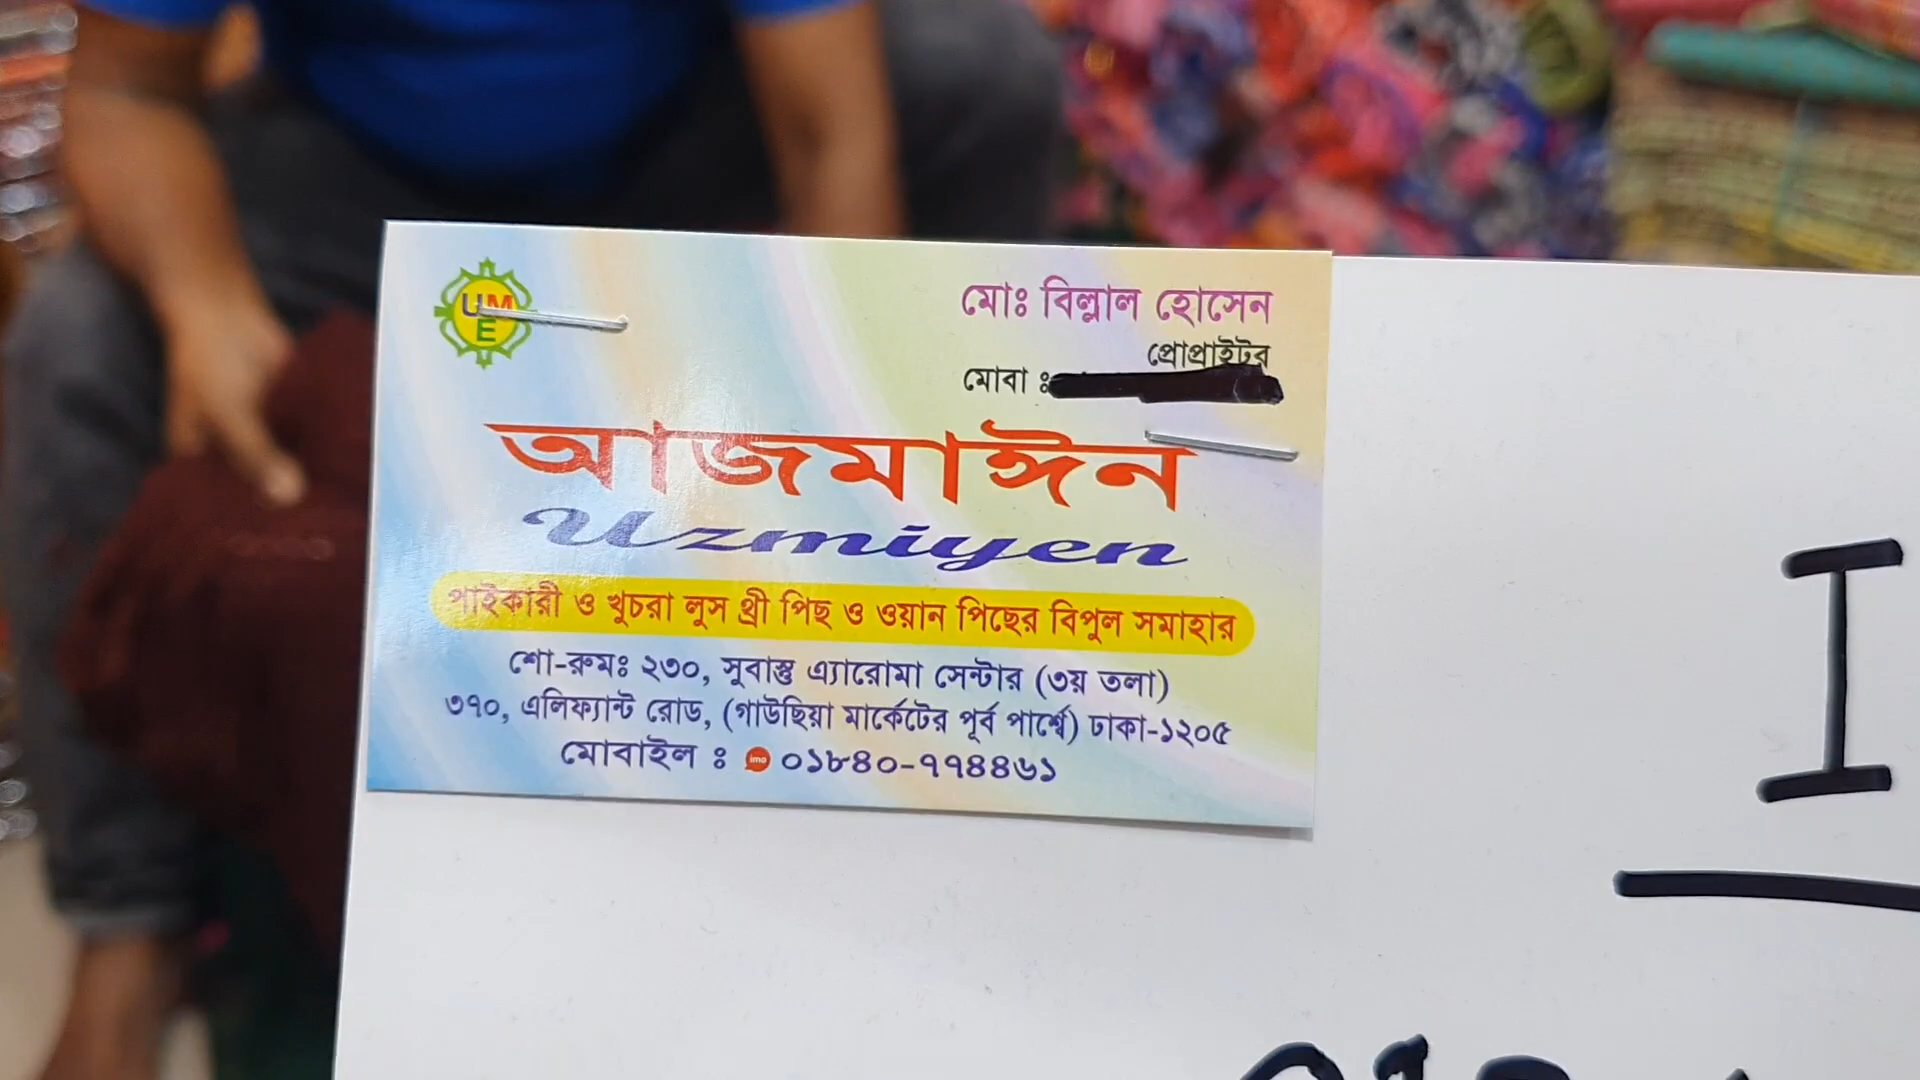 UME
মোঃ বিল্লাল হোসেন
প্রোপ্রাইটর
মোবা ঃ
আজমাঈন
Uzmiyen
পাইকারী ও খুচরা লুস থ্রী পিছ ও ওয়ান পিছের বিপুল সমাহার
শো-রুমঃ ২৩০, সুবাস্তু এ্যারোমা সেন্টার (৩য় তলা)
৩৭০, এলিফ্যান্ট রোড, (গাউছিয়া মার্কেটের পূর্ব পার্শ্বে) ঢাকা-১২০৫
মোবাইল ঃ imo ০১৮৪০-৭৭৪৪৬১
I